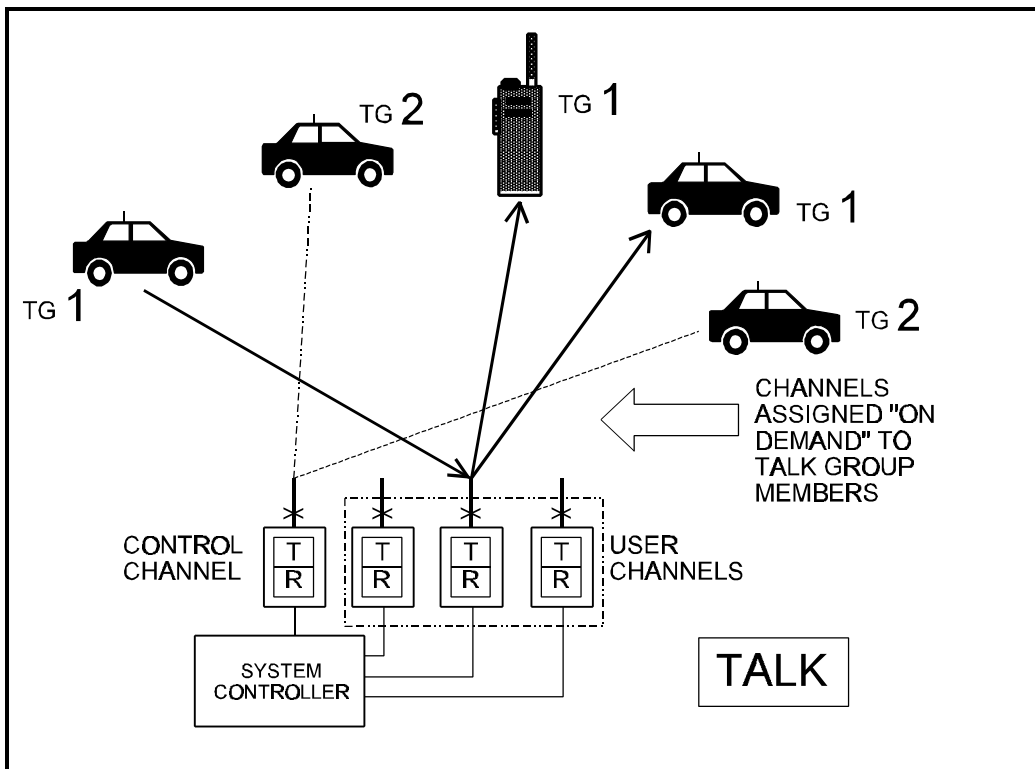 TG 2
TG 1
TG 1
TG 1
TG 2
CHANNELS
ASSIGNED "ON
DEMAND" TO
TALK GROUP
MEMBERS
CONTROL
CHANNEL
T
R
T
R
T
R
T
R
USER
CHANNELS
SYSTEM
CONTROLLER
TALK